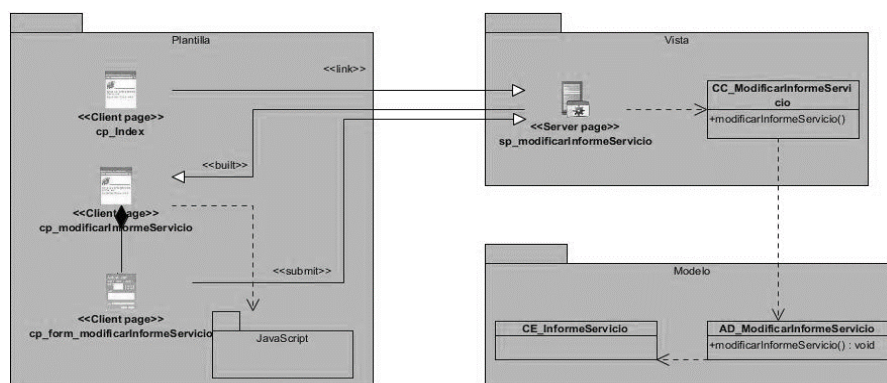 Plantilla
<<Client page>>
cp_Index
<<link>>
<<built>>
<<Client page>>
cp_modificarInformeServicio
<<submit>>
<<Client page>>
cp_form_modificarInformeServicio
JavaScript
Vista
<<Server page>>
sp_modificarInformeServicio
CC_ModificarInformeServi
cio
+modificarInformeServicio()
Modelo
CE_InformeServicio
AD_ModificarInformeServicio
+modificarInformeServicio() : void